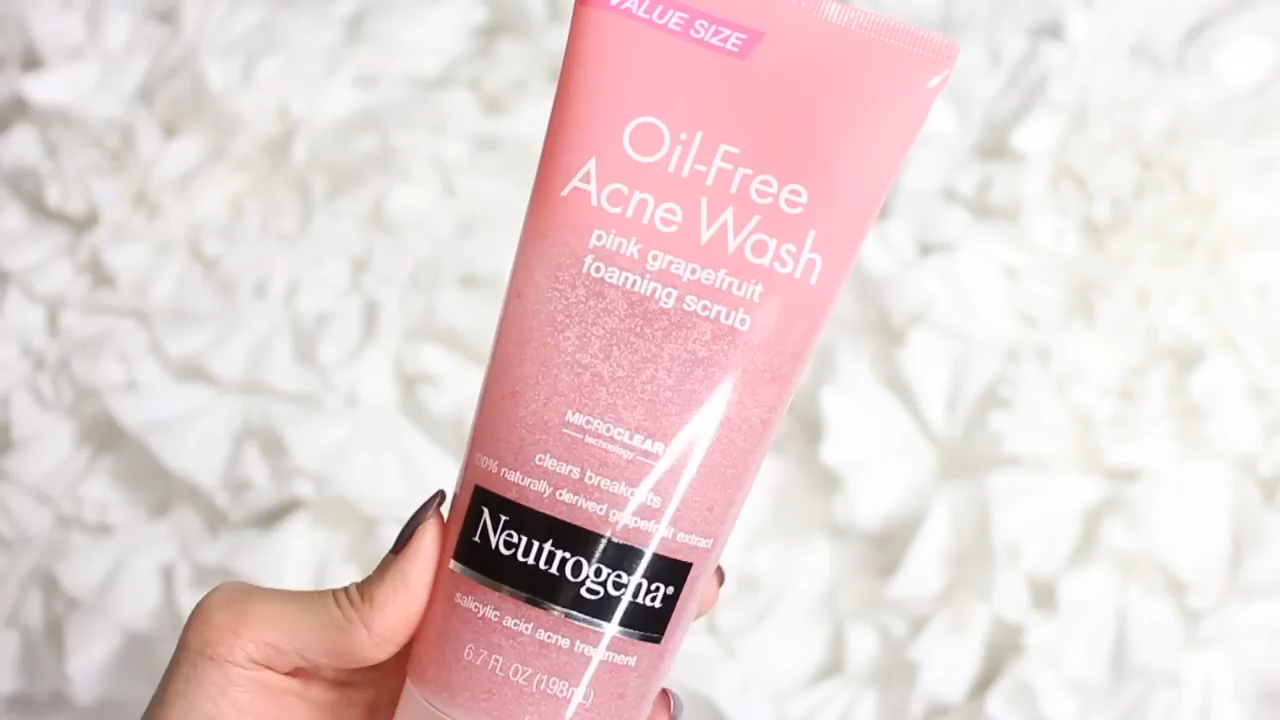 VALUE SIZE
Oil-Free
Acne Wash
pink grapefruit
foaming scrub
MICROCLEAR
technology
clears breakouts
100% naturally derived grapefruit extract
Neutrogena®
salicylic acid acne treatment
6.7 FL OZ (198mL)